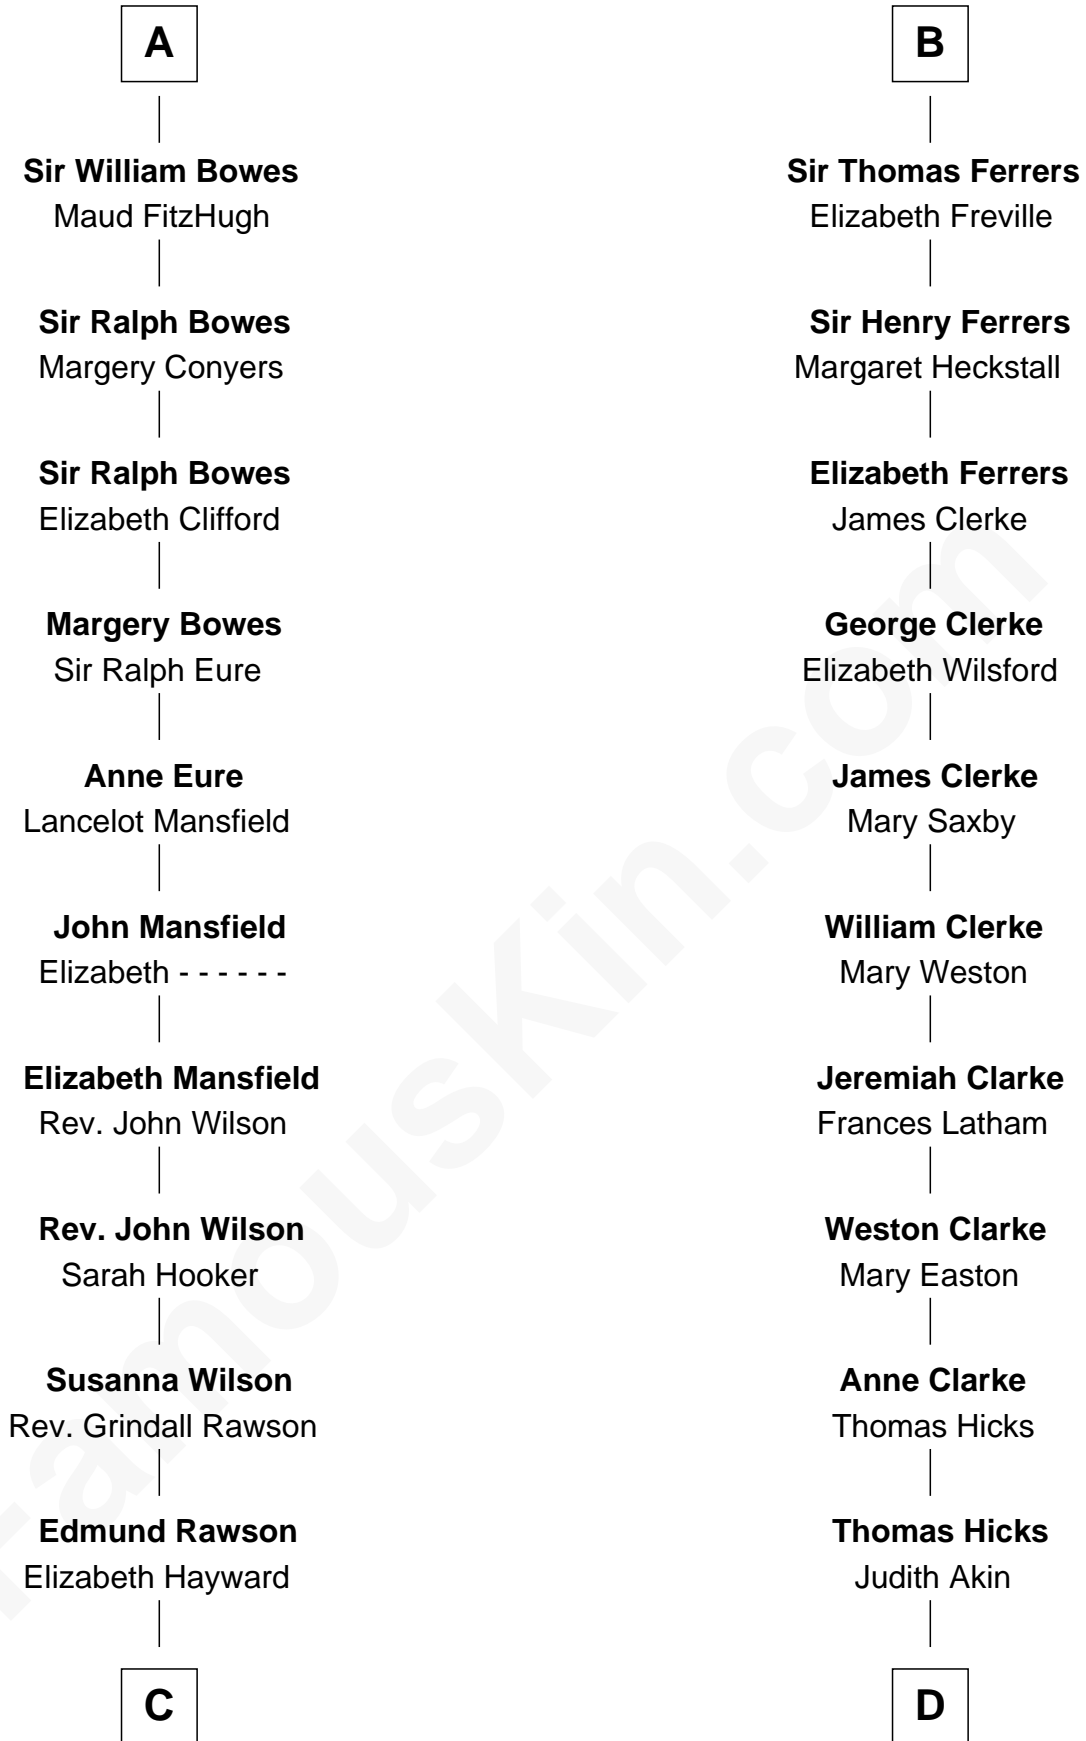 A
Sir William Bowes
Maud FitzHugh
Sir Ralph Bowes
Margery Conyers
Sir Ralph Bowes
Elizabeth Clifford
Margery Bowes
Sir Ralph Eure
Anne Eure
Lancelot Mansfield
John Mansfield
Elizabeth - - - - - -
Elizabeth Mansfield
Rev. John Wilson
Rev. John Wilson
Sarah Hooker
Susanna Wilson
Rev. Grindall Rawson
Edmund Rawson
Elizabeth Hayward
C
B
Sir Thomas Ferrers
Elizabeth Freville
Sir Henry Ferrers
Margaret Heckstall
Elizabeth Ferrers
James Clerke
George Clerke
Elizabeth Wilsford
James Clerke
Mary Saxby
William Clerke
Mary Weston
Jeremiah Clarke
Frances Latham
Weston Clarke
Mary Easton
Anne Clarke
Thomas Hicks
Thomas Hicks
Judith Akin
D
FamousKin.com